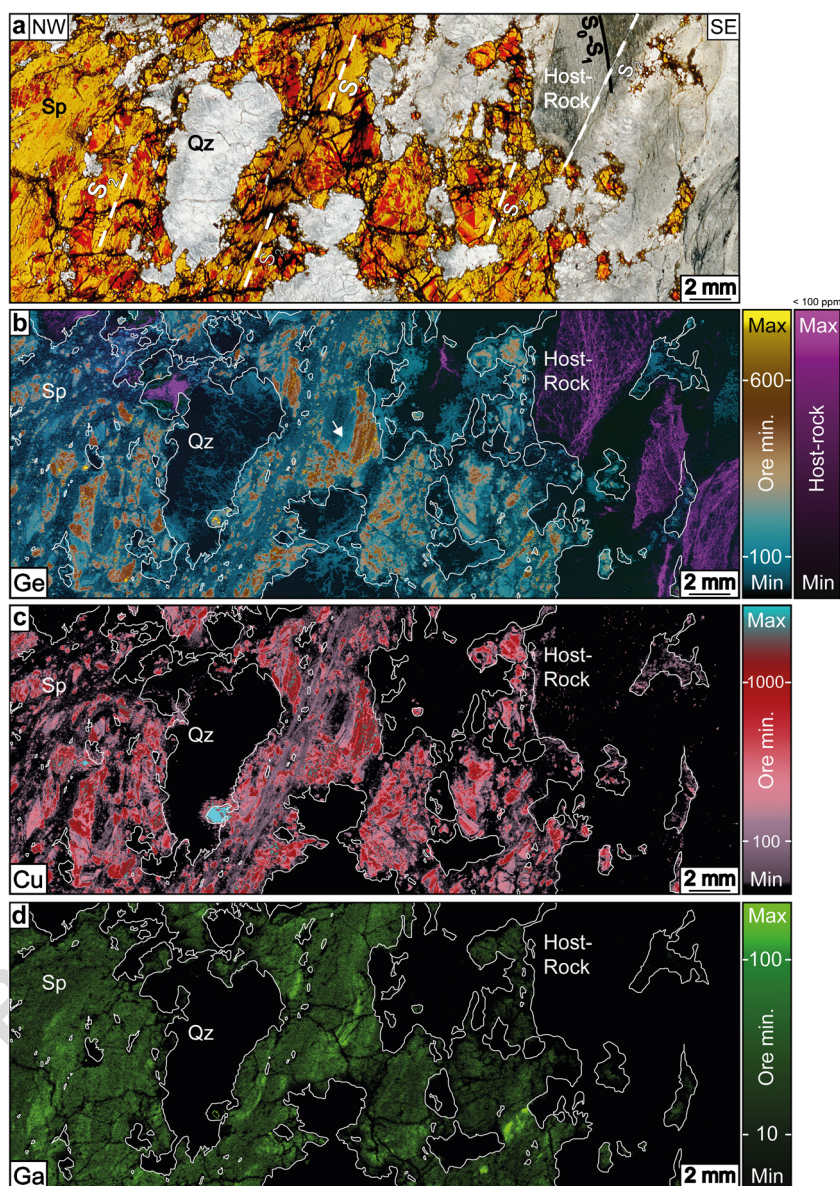 a NW
SE
S₀-S₁
Host-
Rock
S₂
S₂
S₂
S₂
S₂
Sp
Qz
2 mm
< 100 ppm
b
Host-
Rock
Sp
Qz
Ge
2 mm
Max
600
Ore min.
100
Min
Max
Host-rock
Min
c
Host-
Rock
Sp
Qz
Cu
2 mm
Max
1000
Ore min.
100
Min
d
Host-
Rock
Sp
Qz
Ga
2 mm
Max
100
Ore min.
10
Min